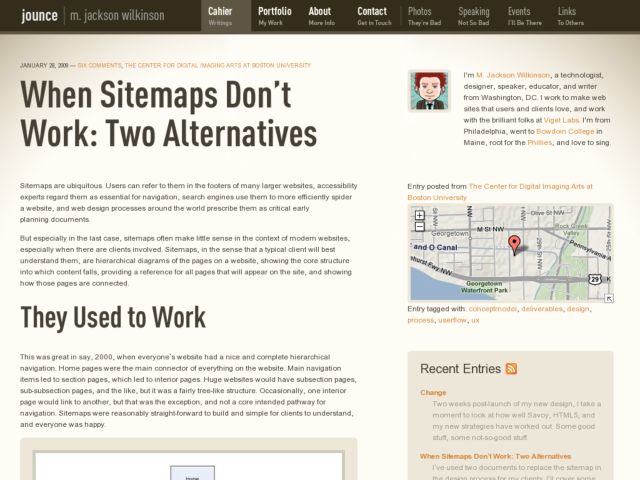 jounce m. jackson wilkinson
Cahier Portfolio About Contact Photos Speaking Events Links
Writings My Work More Info Get in Touch They're Bad Not So Bad I'll Be There To Others
JANUARY 28, 2009 — SIX COMMENTS, THE CENTER FOR DIGITAL IMAGING ARTS AT BOSTON UNIVERSITY
When Sitemaps Don't
Work: Two Alternatives
Sitemaps are ubiquitous. Users can refer to them in the footers of many larger websites, accessibility
experts regard them as essential for navigation, search engines use them to more efficiently spider
a website, and web design processes around the world prescribe them as critical early
planning documents.
But especially in the last case, sitemaps often make little sense in the context of modern websites,
especially when there are clients involved. Sitemaps, in the sense that a typical client will best
understand them, are hierarchical diagrams of the pages on a website, showing the core structure
into which content falls, providing a reference for all pages that will appear on the site, and showing
how those pages are connected.
They Used to Work
This was great in say, 2000, when everyone's website had a nice and complete hierarchical
navigation. Home pages were the main connector of everything on the website. Main navigation
items led to section pages, which led to interior pages. Huge websites would have subsection pages,
sub-subsection pages, and the like, but it was a fairly tree-like structure. Occasionally, one interior
page would link to another, but that was the exception, and not a core intended pathway for
navigation. Sitemaps were reasonably straight-forward to build and simple for clients to understand,
and everyone was happy.
Home
I'm M. Jackson Wilkinson, a technologist,
designer, speaker, educator, and writer
from Washington, DC. I work to make web
sites that users and clients love, and work
with the brilliant folks at Viget Labs. I'm from
Philadelphia, went to Bowdoin College in
Maine, root for the Phillies, and love to sing.
Entry posted from The Center for Digital Imaging Arts at
Boston University
Olive St NW
M St NW
Rock Creek
Valley
Georgetown
and O Canal
Pennsylvania A
29th St NW
25th St NW
hurst Fwy NW
Georgetown
Waterfront Park
29
K
Entry tagged with: conceptmodel, deliverables, design,
process, userflow, ux
Recent Entries
Change
Two weeks post-launch of my new design, I take a
moment to look at how well Savoy, HTML5, and
my new strategies have worked out. Some good
stuff, some not-so-good stuff.
When Sitemaps Don't Work: Two Alternatives
I've used two documents to replace the sitemap in
the design process for my clients. I'll cover some